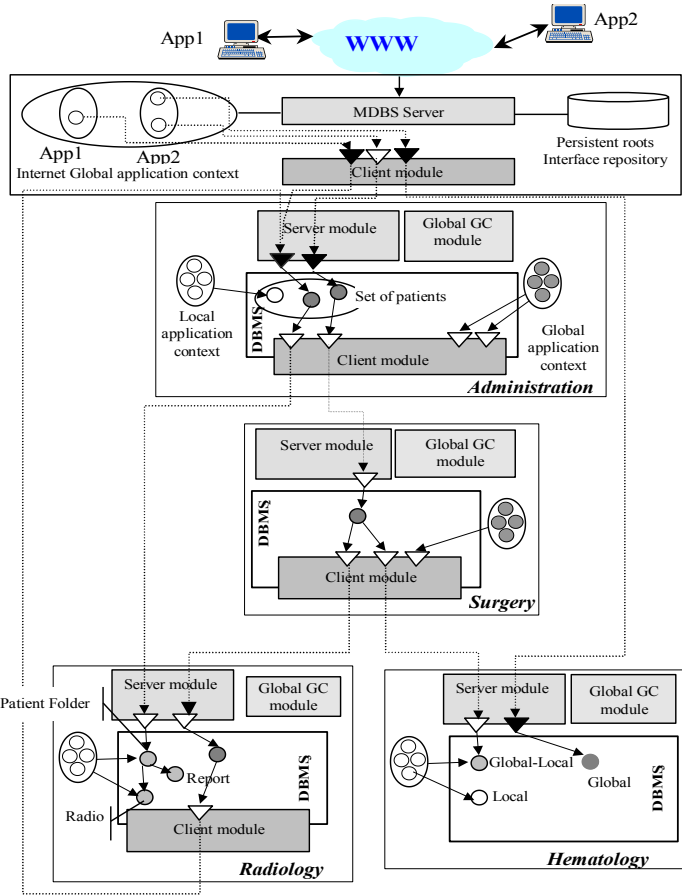 App1
WWW
App2
MDBS Server
App1
App2
Internet Global application context
Persistent roots
Interface repository
Client module
Server module
Global GC
module
Local
application
context
Set of patients
DBMS
Global
application
context
Client module
Administration
Server module
Global GC
module
DBMS
Client module
Surgery
Server module
Global GC
module
Patient Folder
Report
Radio
DBMS
Client module
Radiology
Server module
Global GC
module
Global-Local
Global
Local
DBMS
Hematology